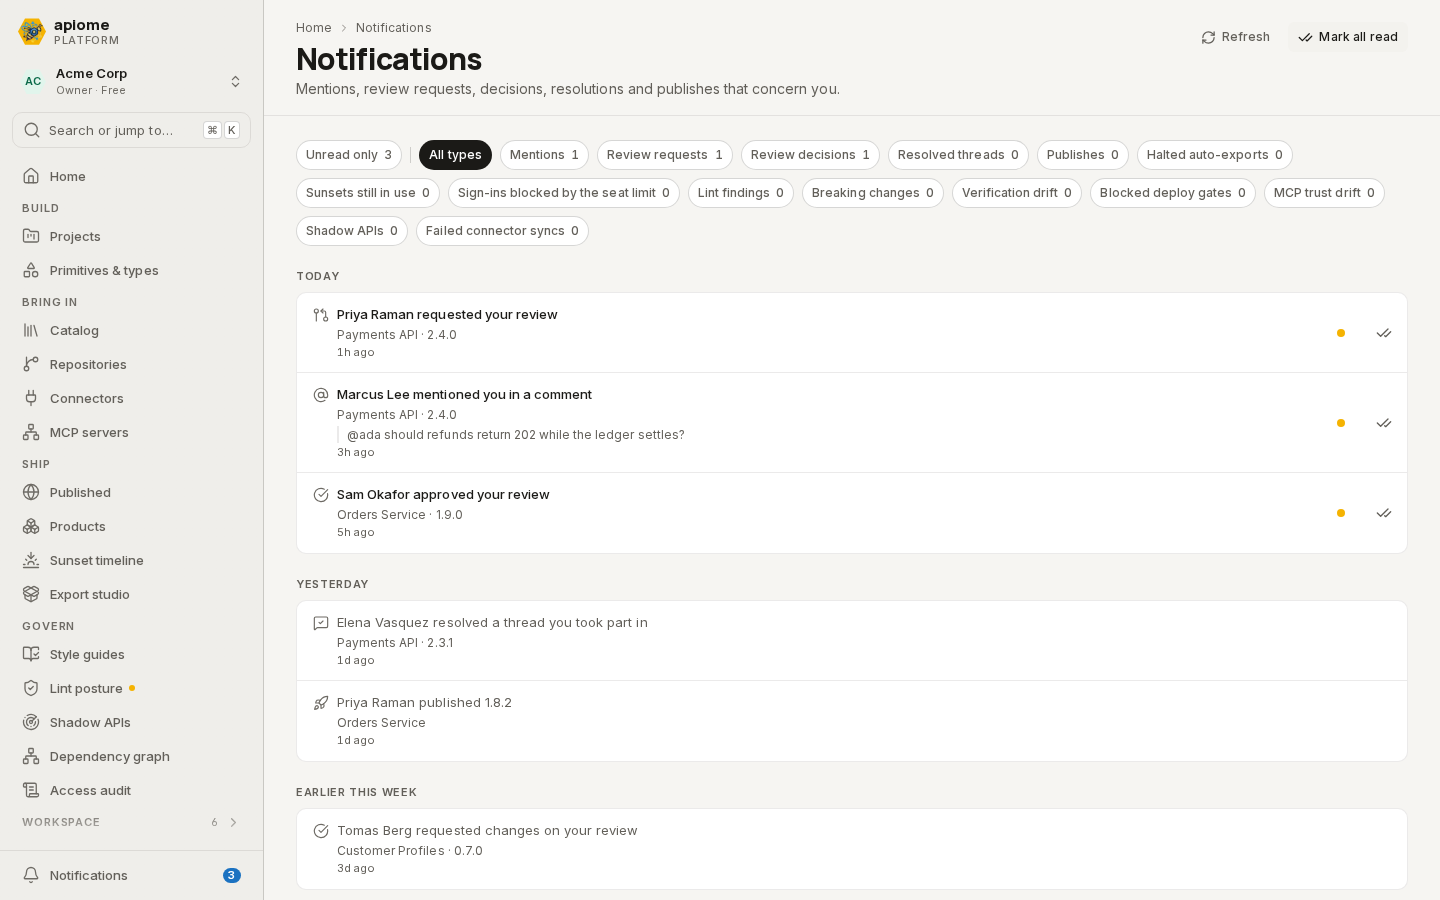 apiome
PLATFORM
AC
Acme Corp
Owner · Free
Search or jump to...
⌘ K
Home
BUILD
Projects
Primitives & types
BRING IN
Catalog
Repositories
Connectors
MCP servers
SHIP
Published
Products
Sunset timeline
Export studio
GOVERN
Style guides
Lint posture
Shadow APIs
Dependency graph
Access audit
WORKSPACE 6
Notifications 3
Home > Notifications
Notifications
Mentions, review requests, decisions, resolutions and publishes that concern you.
Refresh
Mark all read
Unread only 3
All types
Mentions 1
Review requests 1
Review decisions 1
Resolved threads 0
Publishes 0
Halted auto-exports 0
Sunsets still in use 0
Sign-ins blocked by the seat limit 0
Lint findings 0
Breaking changes 0
Verification drift 0
Blocked deploy gates 0
MCP trust drift 0
Shadow APIs 0
Failed connector syncs 0
TODAY
Priya Raman requested your review
Payments API · 2.4.0
1h ago
Marcus Lee mentioned you in a comment
Payments API · 2.4.0
@ada should refunds return 202 while the ledger settles?
3h ago
Sam Okafor approved your review
Orders Service · 1.9.0
5h ago
YESTERDAY
Elena Vasquez resolved a thread you took part in
Payments API · 2.3.1
1d ago
Priya Raman published 1.8.2
Orders Service
1d ago
EARLIER THIS WEEK
Tomas Berg requested changes on your review
Customer Profiles · 0.7.0
3d ago